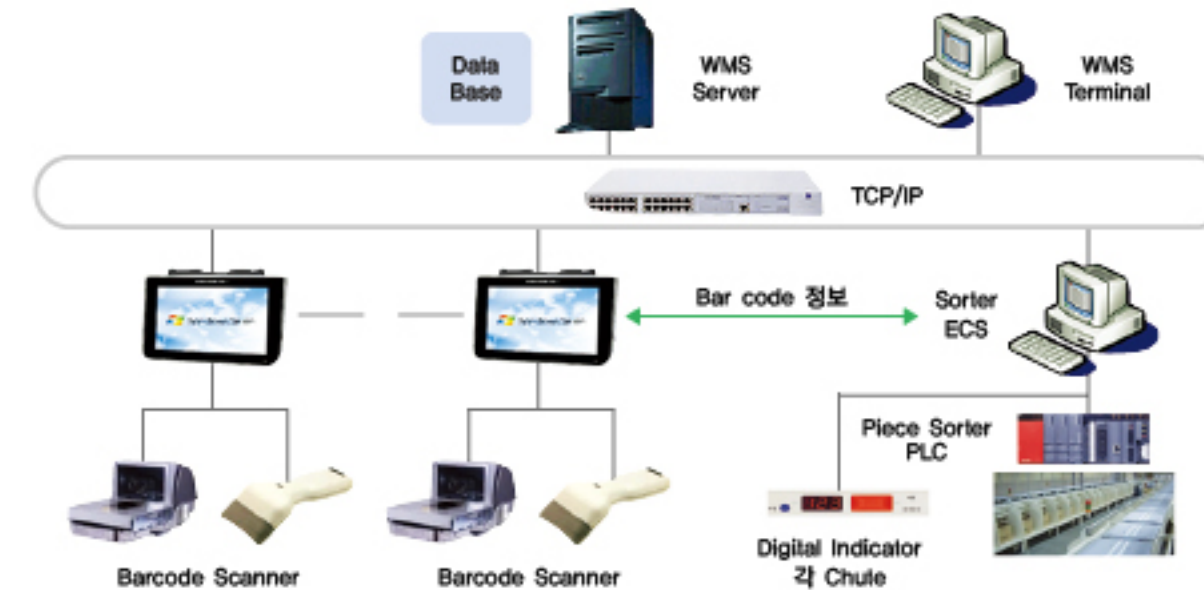 Data
Base
WMS
Server
WMS
Terminal
TCP/IP
Bar code 정보
Sorter
ECS
Piece Sorter
PLC
Digital Indicator
각 Chute
Barcode Scanner
Barcode Scanner